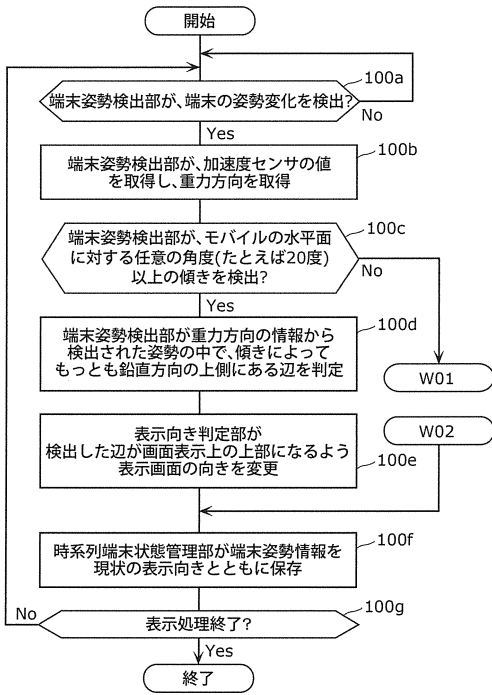 開始
100a
端末姿勢検出部が、端末の姿勢変化を検出?
No
Yes
100b
端末姿勢検出部が、加速度センサの値
を取得し、重力方向を取得
100c
端末姿勢検出部が、モバイルの水平面
に対する任意の角度(たとえば20度)
以上の傾きを検出?
No
Yes
100d
端末姿勢検出部が重力方向の情報から
検出された姿勢の中で、傾きによって
もっとも鉛直方向の上側にある辺を判定
W01
W02
表示向き判定部が
検出した辺が画面表示上の上部になるよう
表示画面の向きを変更
100e
100f
時系列端末状態管理部が端末姿勢情報を
現状の表示向きとともに保存
100g
No
表示処理終了?
Yes
終了